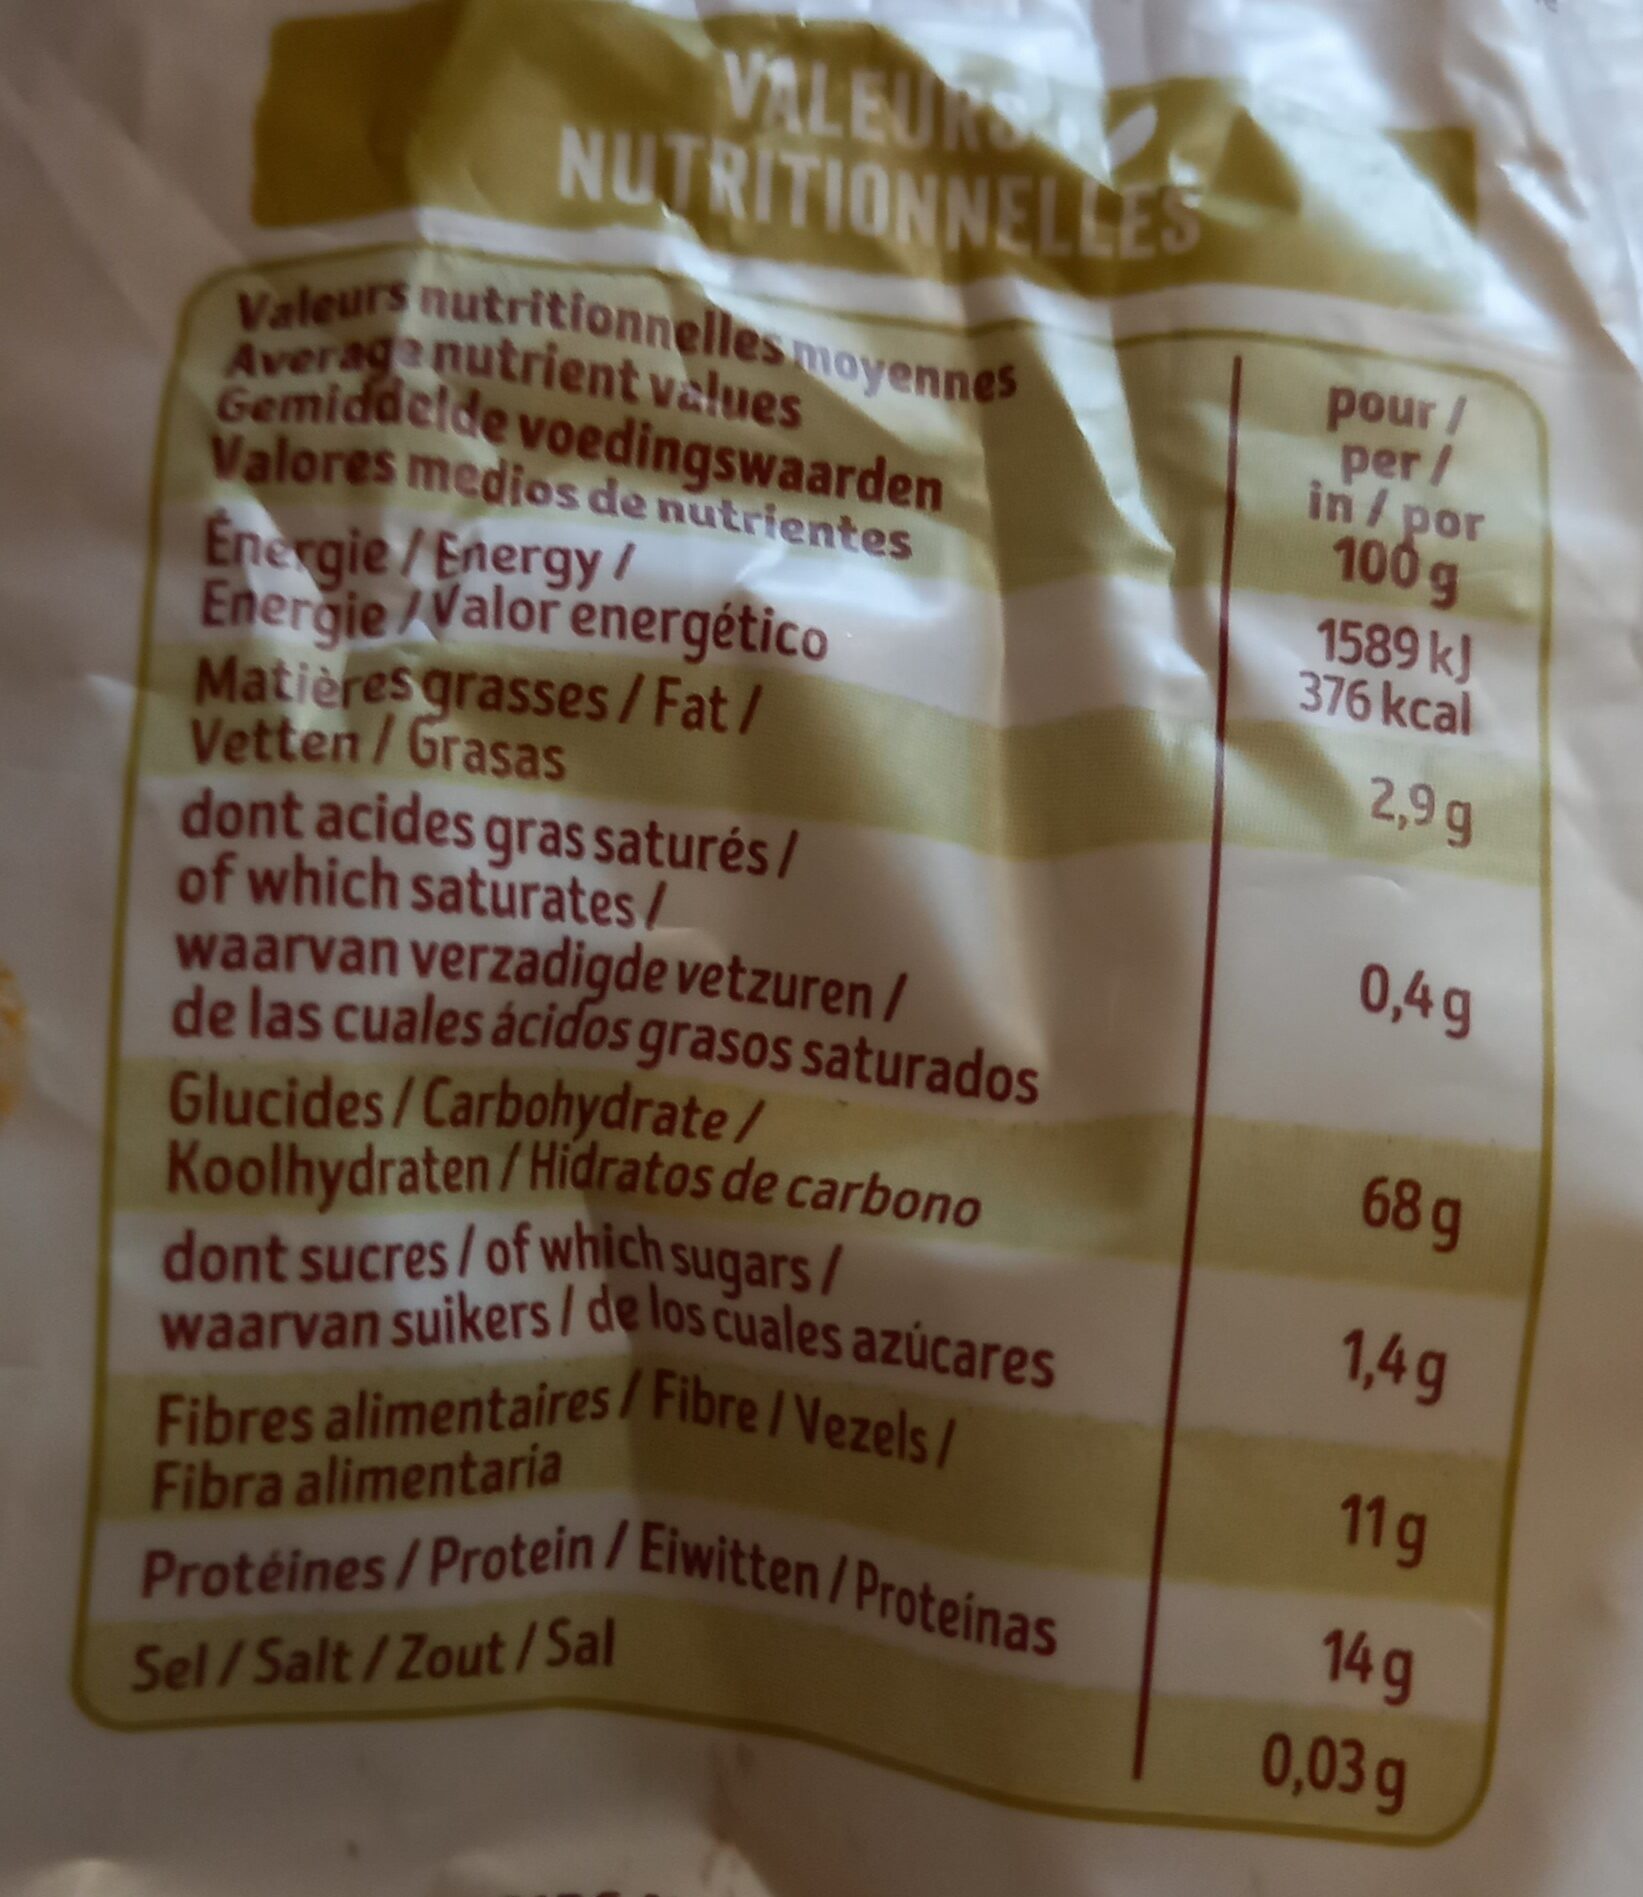 VALEURS
NUTRITIONNELLES
Valeurs nutritionnelles moyennes
Average nutrient values
Gemiddelde voedingswaarden
Valores medios de nutrientes
pour /
per /
in / por
100 g
Énergie / Energy /
Energie / Valor energético
1589 kJ
376 kcal
Matières grasses / Fat /
Vetten / Grasas
2,9 g
dont acides gras saturés /
of which saturates /
waarvan verzadigde vetzuren /
de las cuales ácidos grasos saturados
0,4 g
Glucides / Carbohydrate /
Koolhydraten / Hidratos de carbono
68 g
dont sucres / of which sugars /
waarvan suikers / de los cuales azúcares
1,4 g
Fibres alimentaires / Fibre / Vezels /
Fibra alimentaria
11 g
Protéines / Protein / Eiwitten / Proteínas
14 g
Sel / Salt / Zout / Sal
0,03 g